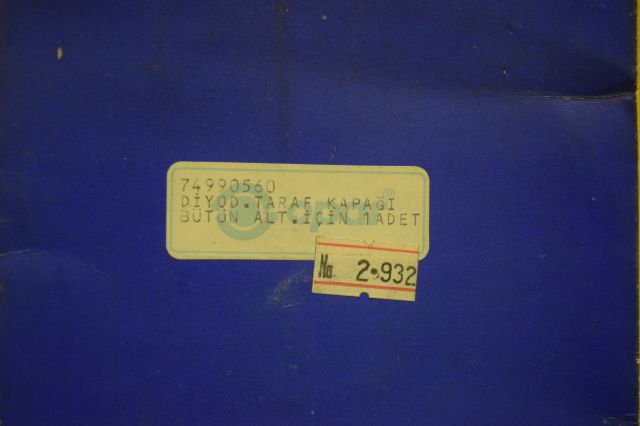 74990560
DİYOD.TARAF KAPAĞI
BÜTÜN ALT.İÇİN 1ADET
No 2.932